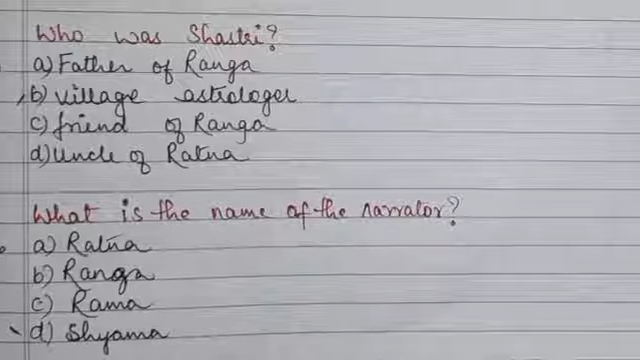 Who was Shastri?
a) Father of Ranga
b) Village astrologer
c) friend of Ranga
d) Uncle of Ratna
What is the name of the narrator?
a) Ratna
b) Ranga
c) Rama
d) Shyama